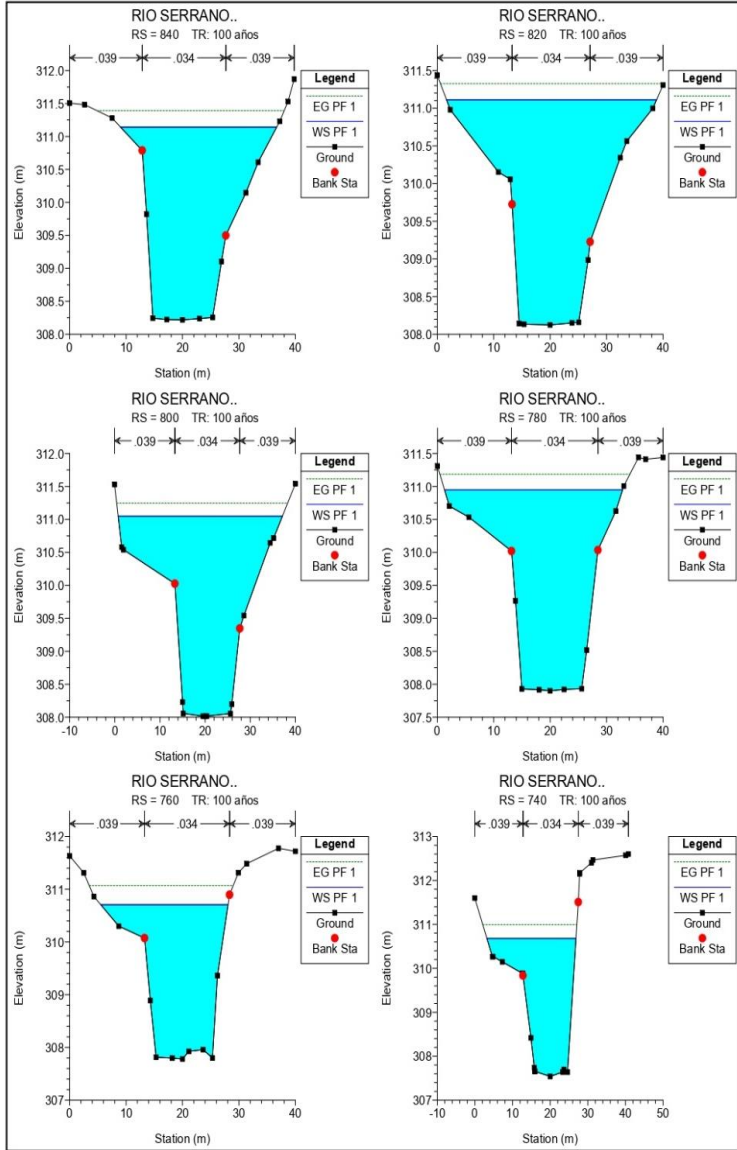 RIO SERRANO..
RS = 840 TR: 100 años
.039 .034 .039
Legend
EG PF 1
WS PF 1
Ground
Bank Sta
312.0
311.5
311.0
310.5
310.0
309.5
309.0
308.5
308.0
Elevation (m)
0 10 20 30 40
Station (m)
RIO SERRANO..
RS = 820 TR: 100 años
.039 .034 .039
Legend
EG PF 1
WS PF 1
Ground
Bank Sta
311.5
311.0
310.5
310.0
309.5
309.0
308.5
308.0
Elevation (m)
0 10 20 30 40
Station (m)
RIO SERRANO..
RS = 800 TR: 100 años
.039 .034 .039
Legend
EG PF 1
WS PF 1
Ground
Bank Sta
312.0
311.5
311.0
310.5
310.0
309.5
309.0
308.5
308.0
Elevation (m)
-10 0 10 20 30 40
Station (m)
RIO SERRANO..
RS = 780 TR: 100 años
.039 .034 .039
Legend
EG PF 1
WS PF 1
Ground
Bank Sta
311.5
311.0
310.5
310.0
309.5
309.0
308.5
308.0
307.5
Elevation (m)
0 10 20 30 40
Station (m)
RIO SERRANO..
RS = 760 TR: 100 años
.039 .034 .039
Legend
EG PF 1
WS PF 1
Ground
Bank Sta
312
311
310
309
308
307
Elevation (m)
0 10 20 30 40
Station (m)
RIO SERRANO..
RS = 740 TR: 100 años
.039 .034 .039
Legend
EG PF 1
WS PF 1
Ground
Bank Sta
313
312
311
310
309
308
307
Elevation (m)
-10 0 10 20 30 40 50
Station (m)